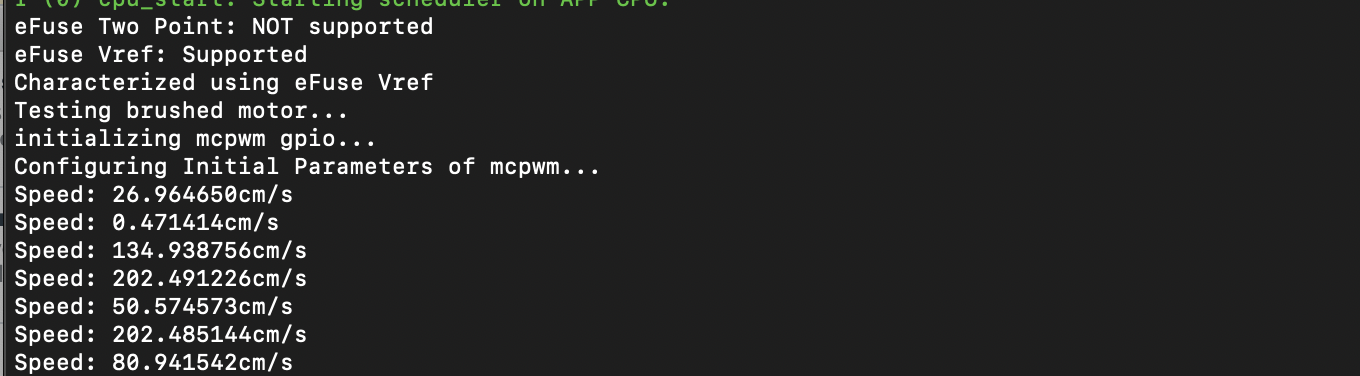 I (0) cpu_start: Starting scheduler on APP CPU.
eFuse Two Point: NOT supported
eFuse Vref: Supported
Characterized using eFuse Vref
Testing brushed motor...
initializing mcpwm gpio...
Configuring Initial Parameters of mcpwm...
Speed: 26.964650cm/s
Speed: 0.471414cm/s
Speed: 134.938756cm/s
Speed: 202.491226cm/s
Speed: 50.574573cm/s
Speed: 202.485144cm/s
Speed: 80.941542cm/s